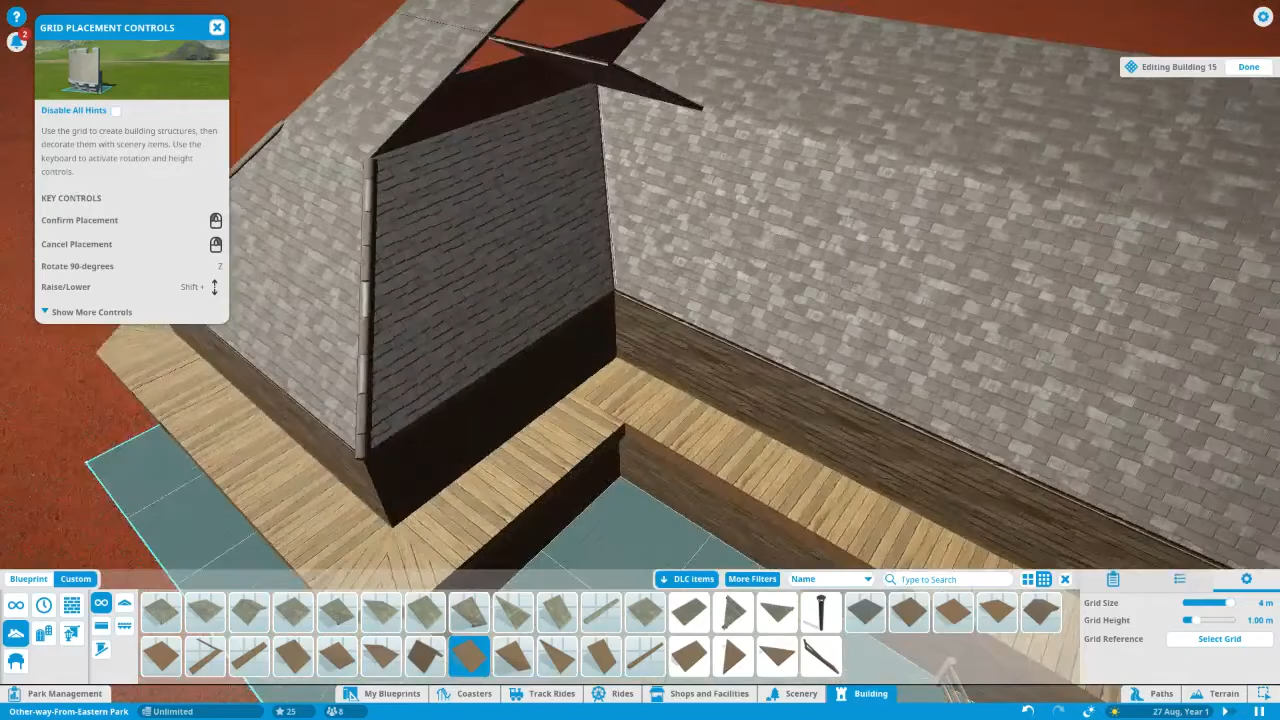 ?
2
GRID PLACEMENT CONTROLS
Disable All Hints
Use the grid to create building structures, then
decorate them with scenery items. Use the
keyboard to activate rotation and height
controls.
KEY CONTROLS
Confirm Placement
Cancel Placement
Rotate 90-degrees Z
Raise/Lower Shift +
Show More Controls
Editing Building 15 Done
Blueprint Custom
DLC items More Filters Name Type to Search
Grid Size 4 m
Grid Height 1.00 m
Grid Reference Select Grid
Park Management My Blueprints Coasters Track Rides Rides Shops and Facilities Scenery Building Paths Terrain
Other-way-From-Eastern Park Unlimited 25 8 27 Aug, Year 1